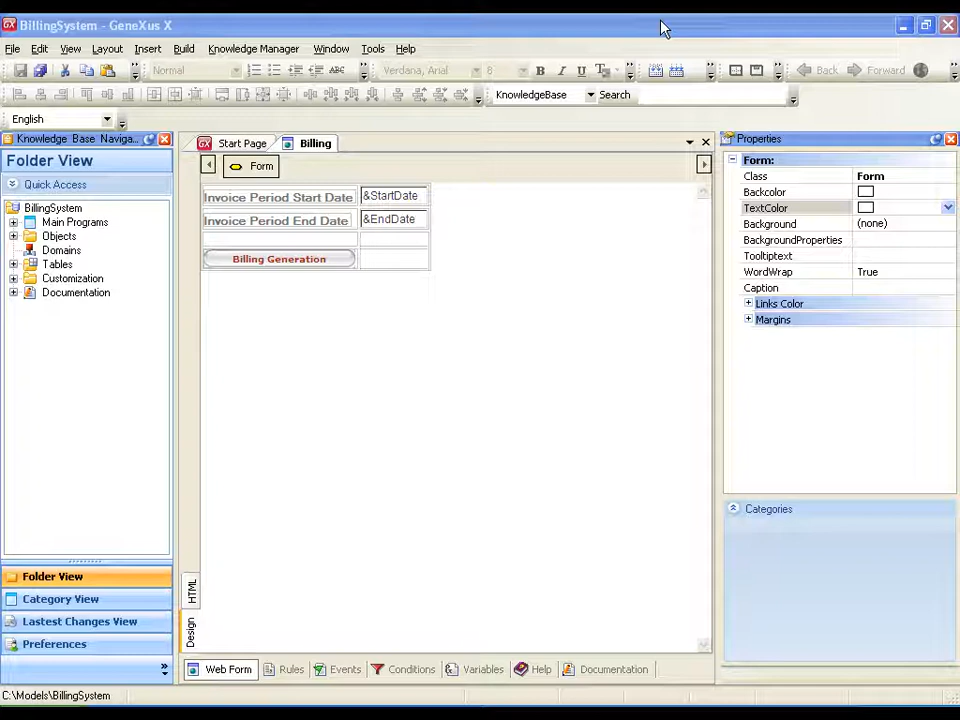 BillingSystem - GeneXus X
File Edit View Layout Insert Build Knowledge Manager Window Tools Help
Normal Verdana, Arial 8 B I U T Back Forward
KnowledgeBase Search
English
Knowledge Base Naviga... Start Page Billing Properties
Folder View
Quick Access
BillingSystem
Main Programs
Objects
Domains
Tables
Customization
Documentation
Folder View
Category View
Lastest Changes View
Preferences
»
Form
Invoice Period Start Date &StartDate
Invoice Period End Date &EndDate
Billing Generation
HTML
Design
Web Form Rules Events Conditions Variables Help Documentation
Form:
Class Form
Backcolor
TextColor
Background (none)
BackgroundProperties
Tooltiptext
WordWrap True
Caption
Links Color
Margins
Categories
C:\Models\BillingSystem